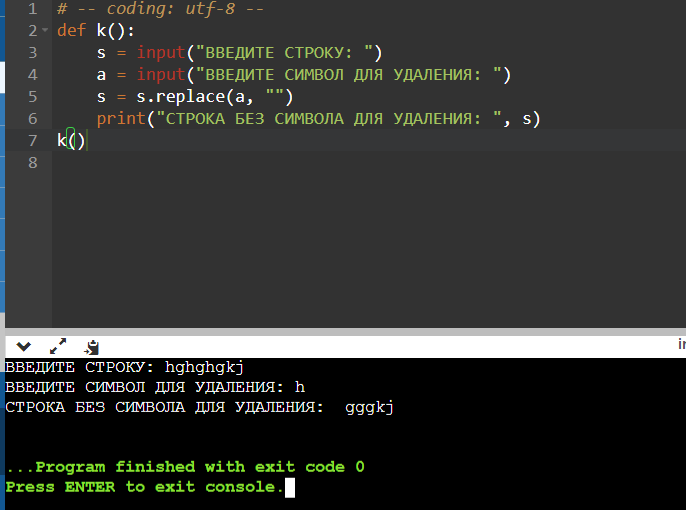 1 # -- coding: utf-8 --
2 def k():
3 s = input("ВВЕДИТЕ СТРОКУ: ")
4 a = input("ВВЕДИТЕ СИМВОЛ ДЛЯ УДАЛЕНИЯ: ")
5 s = s.replace(a, "")
6 print("СТРОКА БЕЗ СИМВОЛА ДЛЯ УДАЛЕНИЯ: ", s)
7 k()
8
ВВЕДИТЕ СТРОКУ: hghghgkj
ВВЕДИТЕ СИМВОЛ ДЛЯ УДАЛЕНИЯ: h
СТРОКА БЕЗ СИМВОЛА ДЛЯ УДАЛЕНИЯ:  gggkj
...Program finished with exit code 0
Press ENTER to exit console.